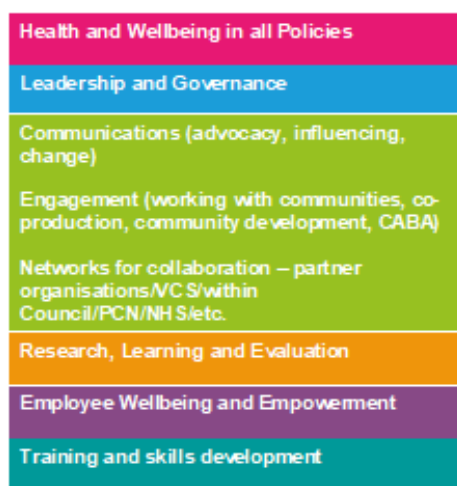 Health and Wellbeing in all Policies
Leadership and Governance
Communications (advocacy, influencing,
change)
Engagement (working with communities, co-
production, community development, CABA)
Networks for collaboration – partner
organisations/VCS/within
Council/PCN/NHS/etc.
Research, Learning and Evaluation
Employee Wellbeing and Empowerment
Training and skills development